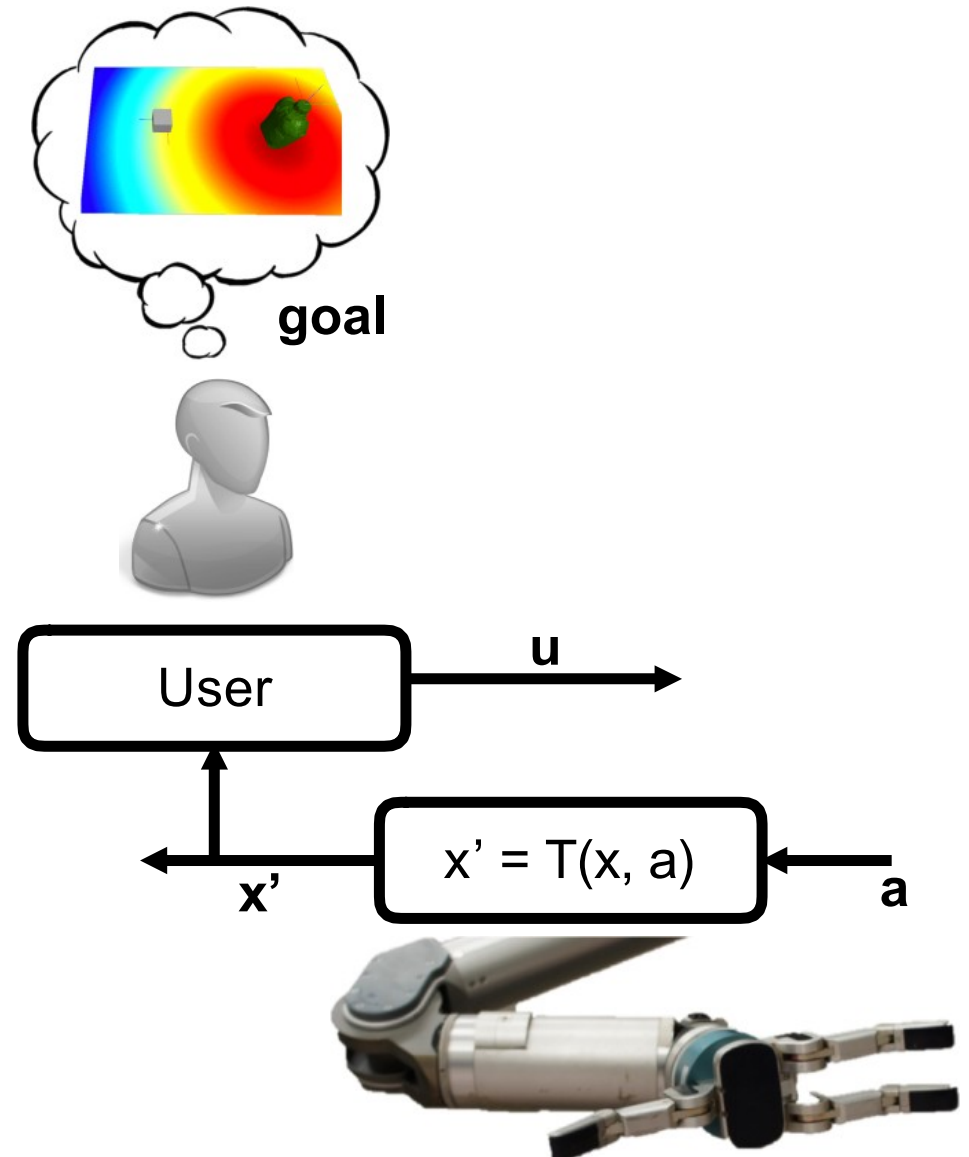 goal
User
u
x’ = T(x, a)
x’
a